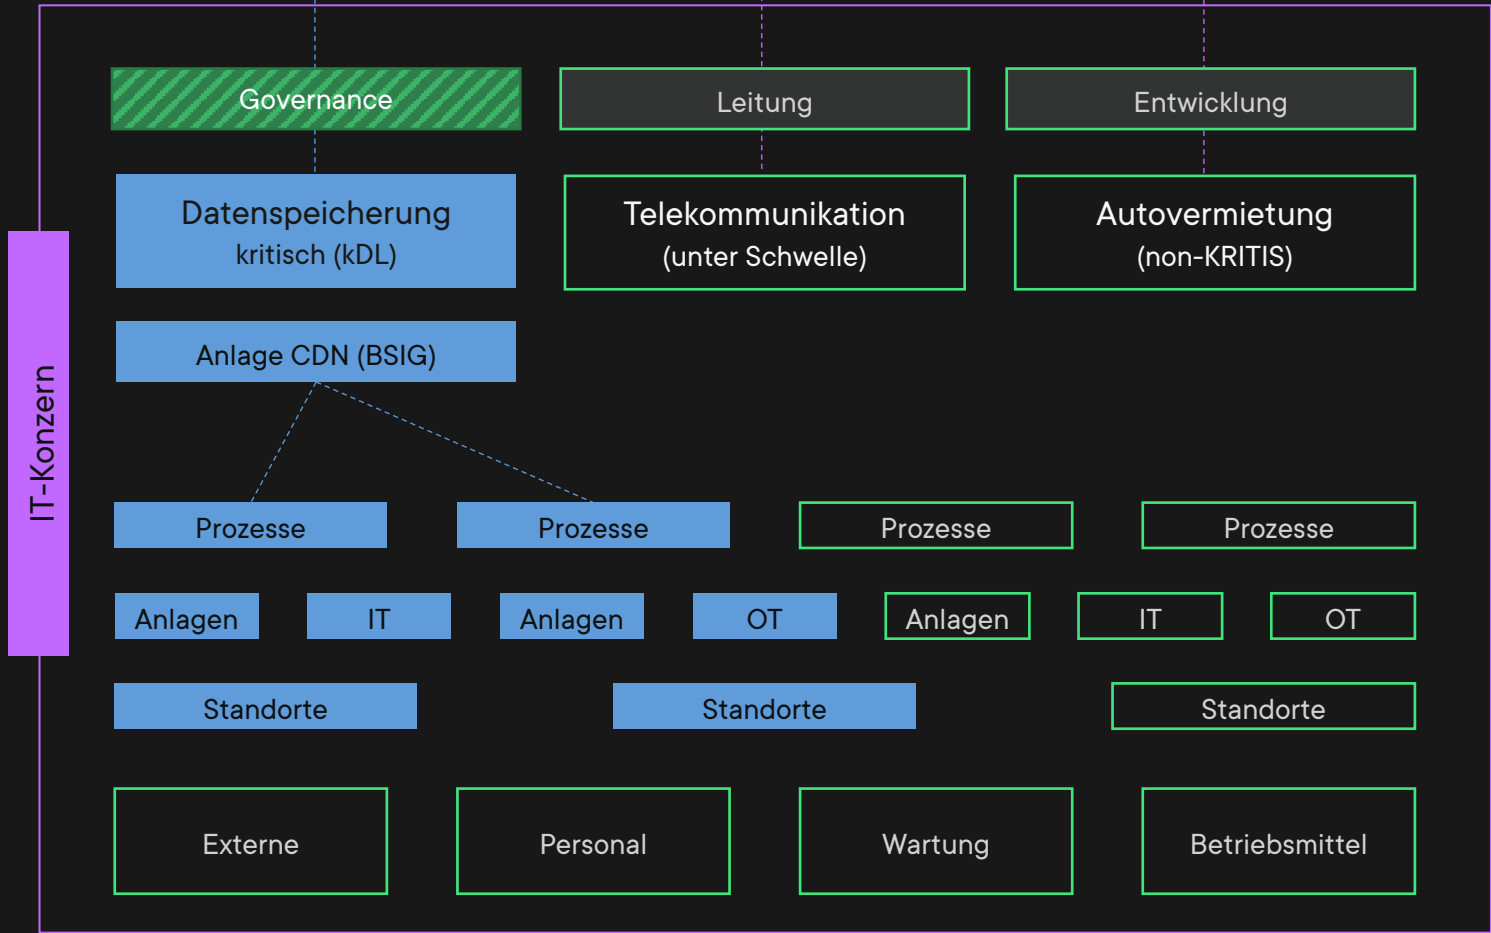 Governance
Leitung
Entwicklung
Datenspeicherung
kritisch (kDL)
Telekommunikation
(unter Schwelle)
Autovermietung
(non-KRITIS)
Anlage CDN (BSIG)
IT-Konzern
Prozesse
Prozesse
Prozesse
Prozesse
Anlagen
IT
Anlagen
OT
Anlagen
IT
OT
Standorte
Standorte
Standorte
Externe
Personal
Wartung
Betriebsmittel